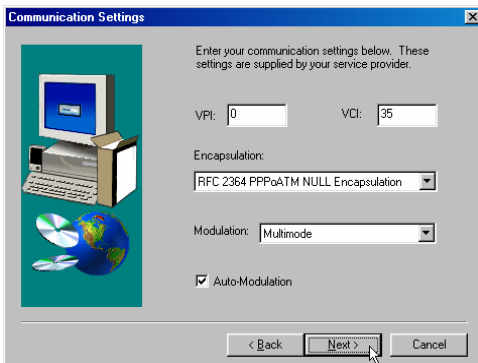 Communication Settings
Enter your communication settings below. These
settings are supplied by your service provider.
VPI: 0 VCI: 35
Encapsulation:
RFC 2364 PPPoATM NULL Encapsulation
Modulation: Multimode
Auto-Modulation
< Back Next > Cancel